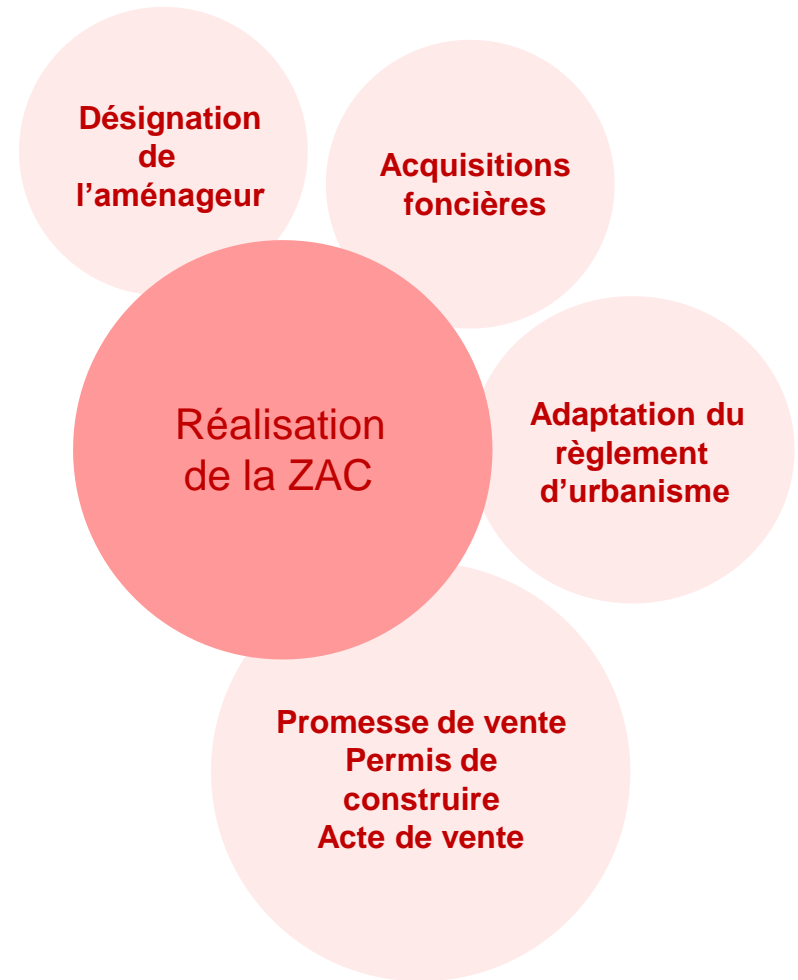 Désignation
de
l’aménageur
Acquisitions
foncières
Réalisation
de la ZAC
Adaptation du
règlement
d’urbanisme
Promesse de vente
Permis de
construire
Acte de vente